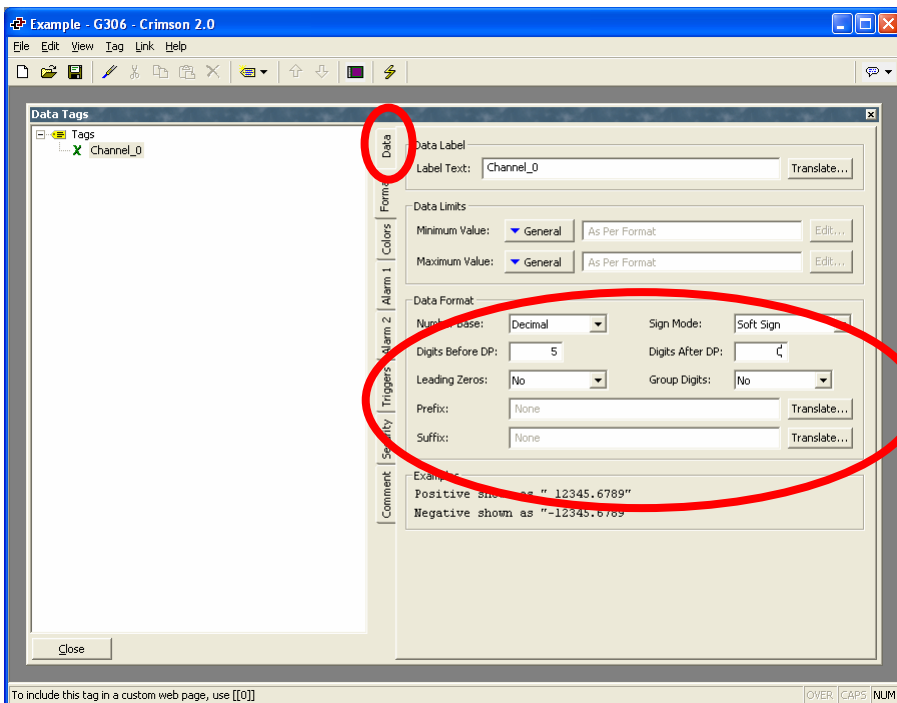 Example - G306 - Crimson 2.0
File Edit View Tag Link Help
Data Tags
Tags
Channel_0
Data
Format
Colors
Alarm 1
Alarm 2
Triggers
Security
Comment
Data Label
Label Text: Channel_0 Translate...
Data Limits
Minimum Value: General As Per Format Edit...
Maximum Value: General As Per Format Edit...
Data Format
Number Base: Decimal Sign Mode: Soft Sign
Digits Before DP: 5 Digits After DP:
Leading Zeros: No Group Digits: No
Prefix: None Translate...
Suffix: None Translate...
Examples
Positive shown as " 12345.6789"
Negative shown as "-12345.6789"
Close
To include this tag in a custom web page, use [[0]] OVER CAPS NUM